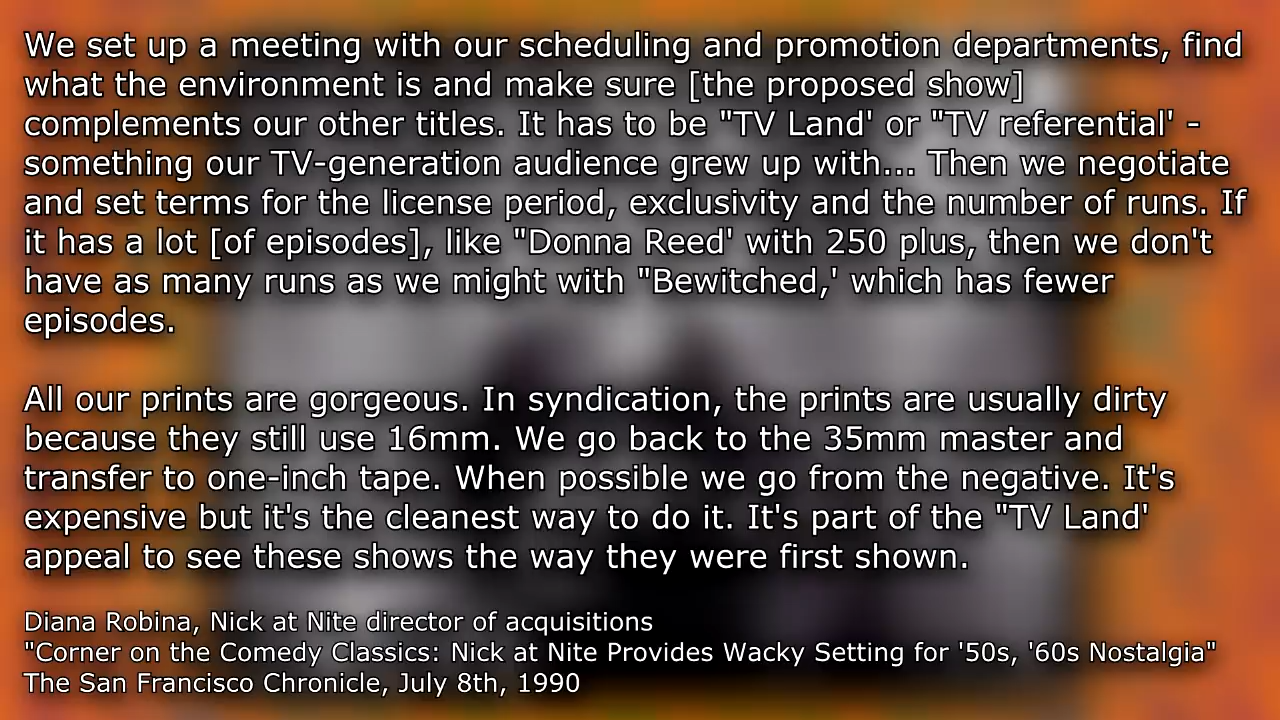 We set up a meeting with our scheduling and promotion departments, find
what the environment is and make sure [the proposed show]
complements our other titles. It has to be "TV Land' or "TV referential' -
something our TV-generation audience grew up with... Then we negotiate
and set terms for the license period, exclusivity and the number of runs. If
it has a lot [of episodes], like "Donna Reed' with 250 plus, then we don't
have as many runs as we might with "Bewitched,' which has fewer
episodes.

All our prints are gorgeous. In syndication, the prints are usually dirty
because they still use 16mm. We go back to the 35mm master and
transfer to one-inch tape. When possible we go from the negative. It's
expensive but it's the cleanest way to do it. It's part of the "TV Land'
appeal to see these shows the way they were first shown.

Diana Robina, Nick at Nite director of acquisitions
"Corner on the Comedy Classics: Nick at Nite Provides Wacky Setting for '50s, '60s Nostalgia"
The San Francisco Chronicle, July 8th, 1990